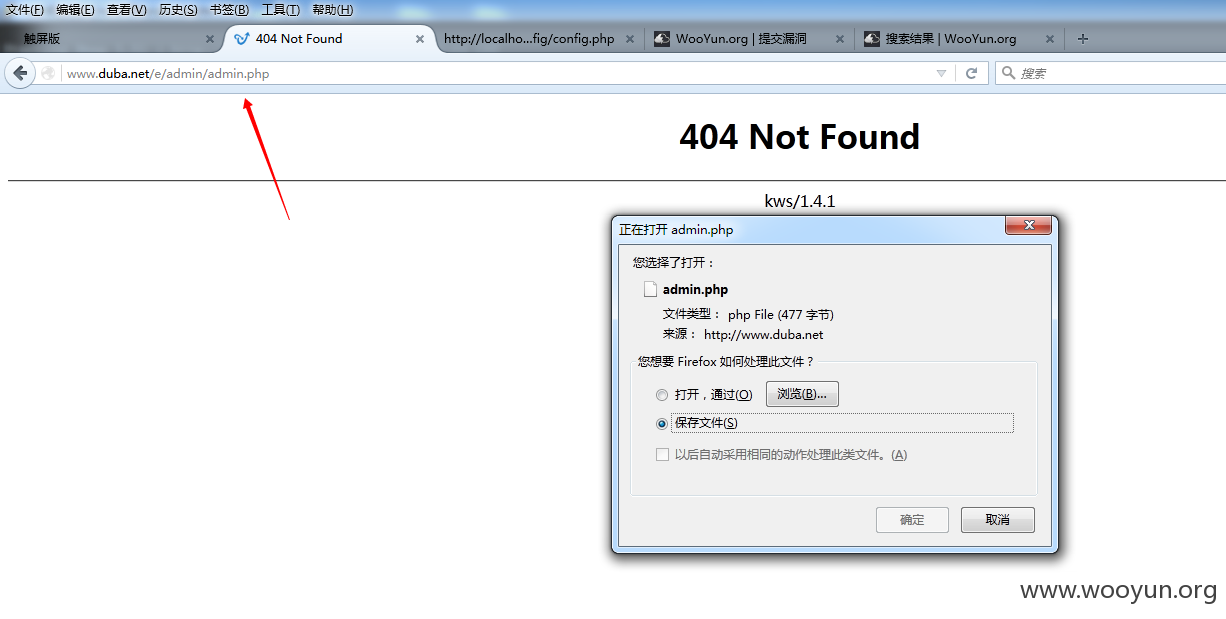 文件(F) 编辑(E) 查看(V) 历史(S) 书签(B) 工具(T) 帮助(H)
触屏版
404 Not Found
http://localho...fig/config.php
WooYun.org | 提交漏洞
搜索结果 | WooYun.org
www.duba.net/e/admin/admin.php
搜索
404 Not Found
kws/1.4.1
正在打开 admin.php
您选择了打开：
admin.php
文件类型： php File (477 字节)
来源： http://www.duba.net
您想要 Firefox 如何处理此文件？
打开，通过(O) 浏览(B)...
保存文件(S)
以后自动采用相同的动作处理此类文件。(A)
确定 取消
www.wooyun.org